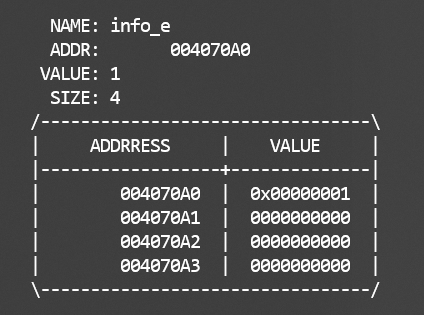 NAME: info_e
ADDR:       004070A0
VALUE: 1
SIZE: 4
/---------------------------------\
|     ADDRRESS     |    VALUE     |
|------------------+--------------|
|        004070A0  |  0x00000001  |
|        004070A1  |  0000000000  |
|        004070A2  |  0000000000  |
|        004070A3  |  0000000000  |
\---------------------------------/